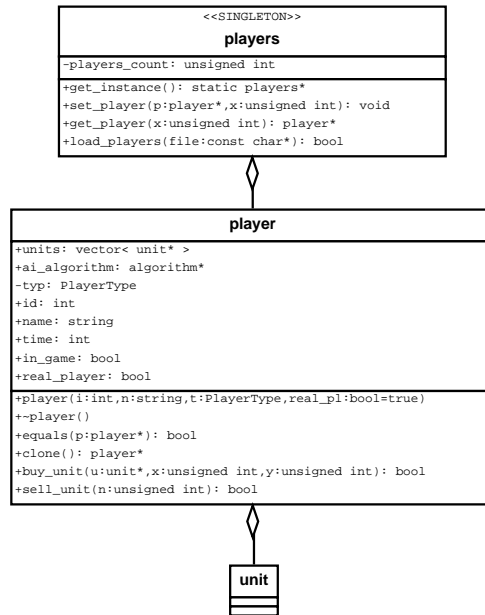 <<SINGLETON>>
players
-players_count: unsigned int
+get_instance(): static players*
+set_player(p:player*,x:unsigned int): void
+get_player(x:unsigned int): player*
+load_players(file:const char*): bool
player
+units: vector< unit* >
+ai_algorithm: algorithm*
-typ: PlayerType
+id: int
+name: string
+time: int
+in_game: bool
+real_player: bool
+player(i:int,n:string,t:PlayerType,real_pl:bool=true)
+~player()
+equals(p:player*): bool
+clone(): player*
+buy_unit(u:unit*,x:unsigned int,y:unsigned int): bool
+sell_unit(n:unsigned int): bool
unit